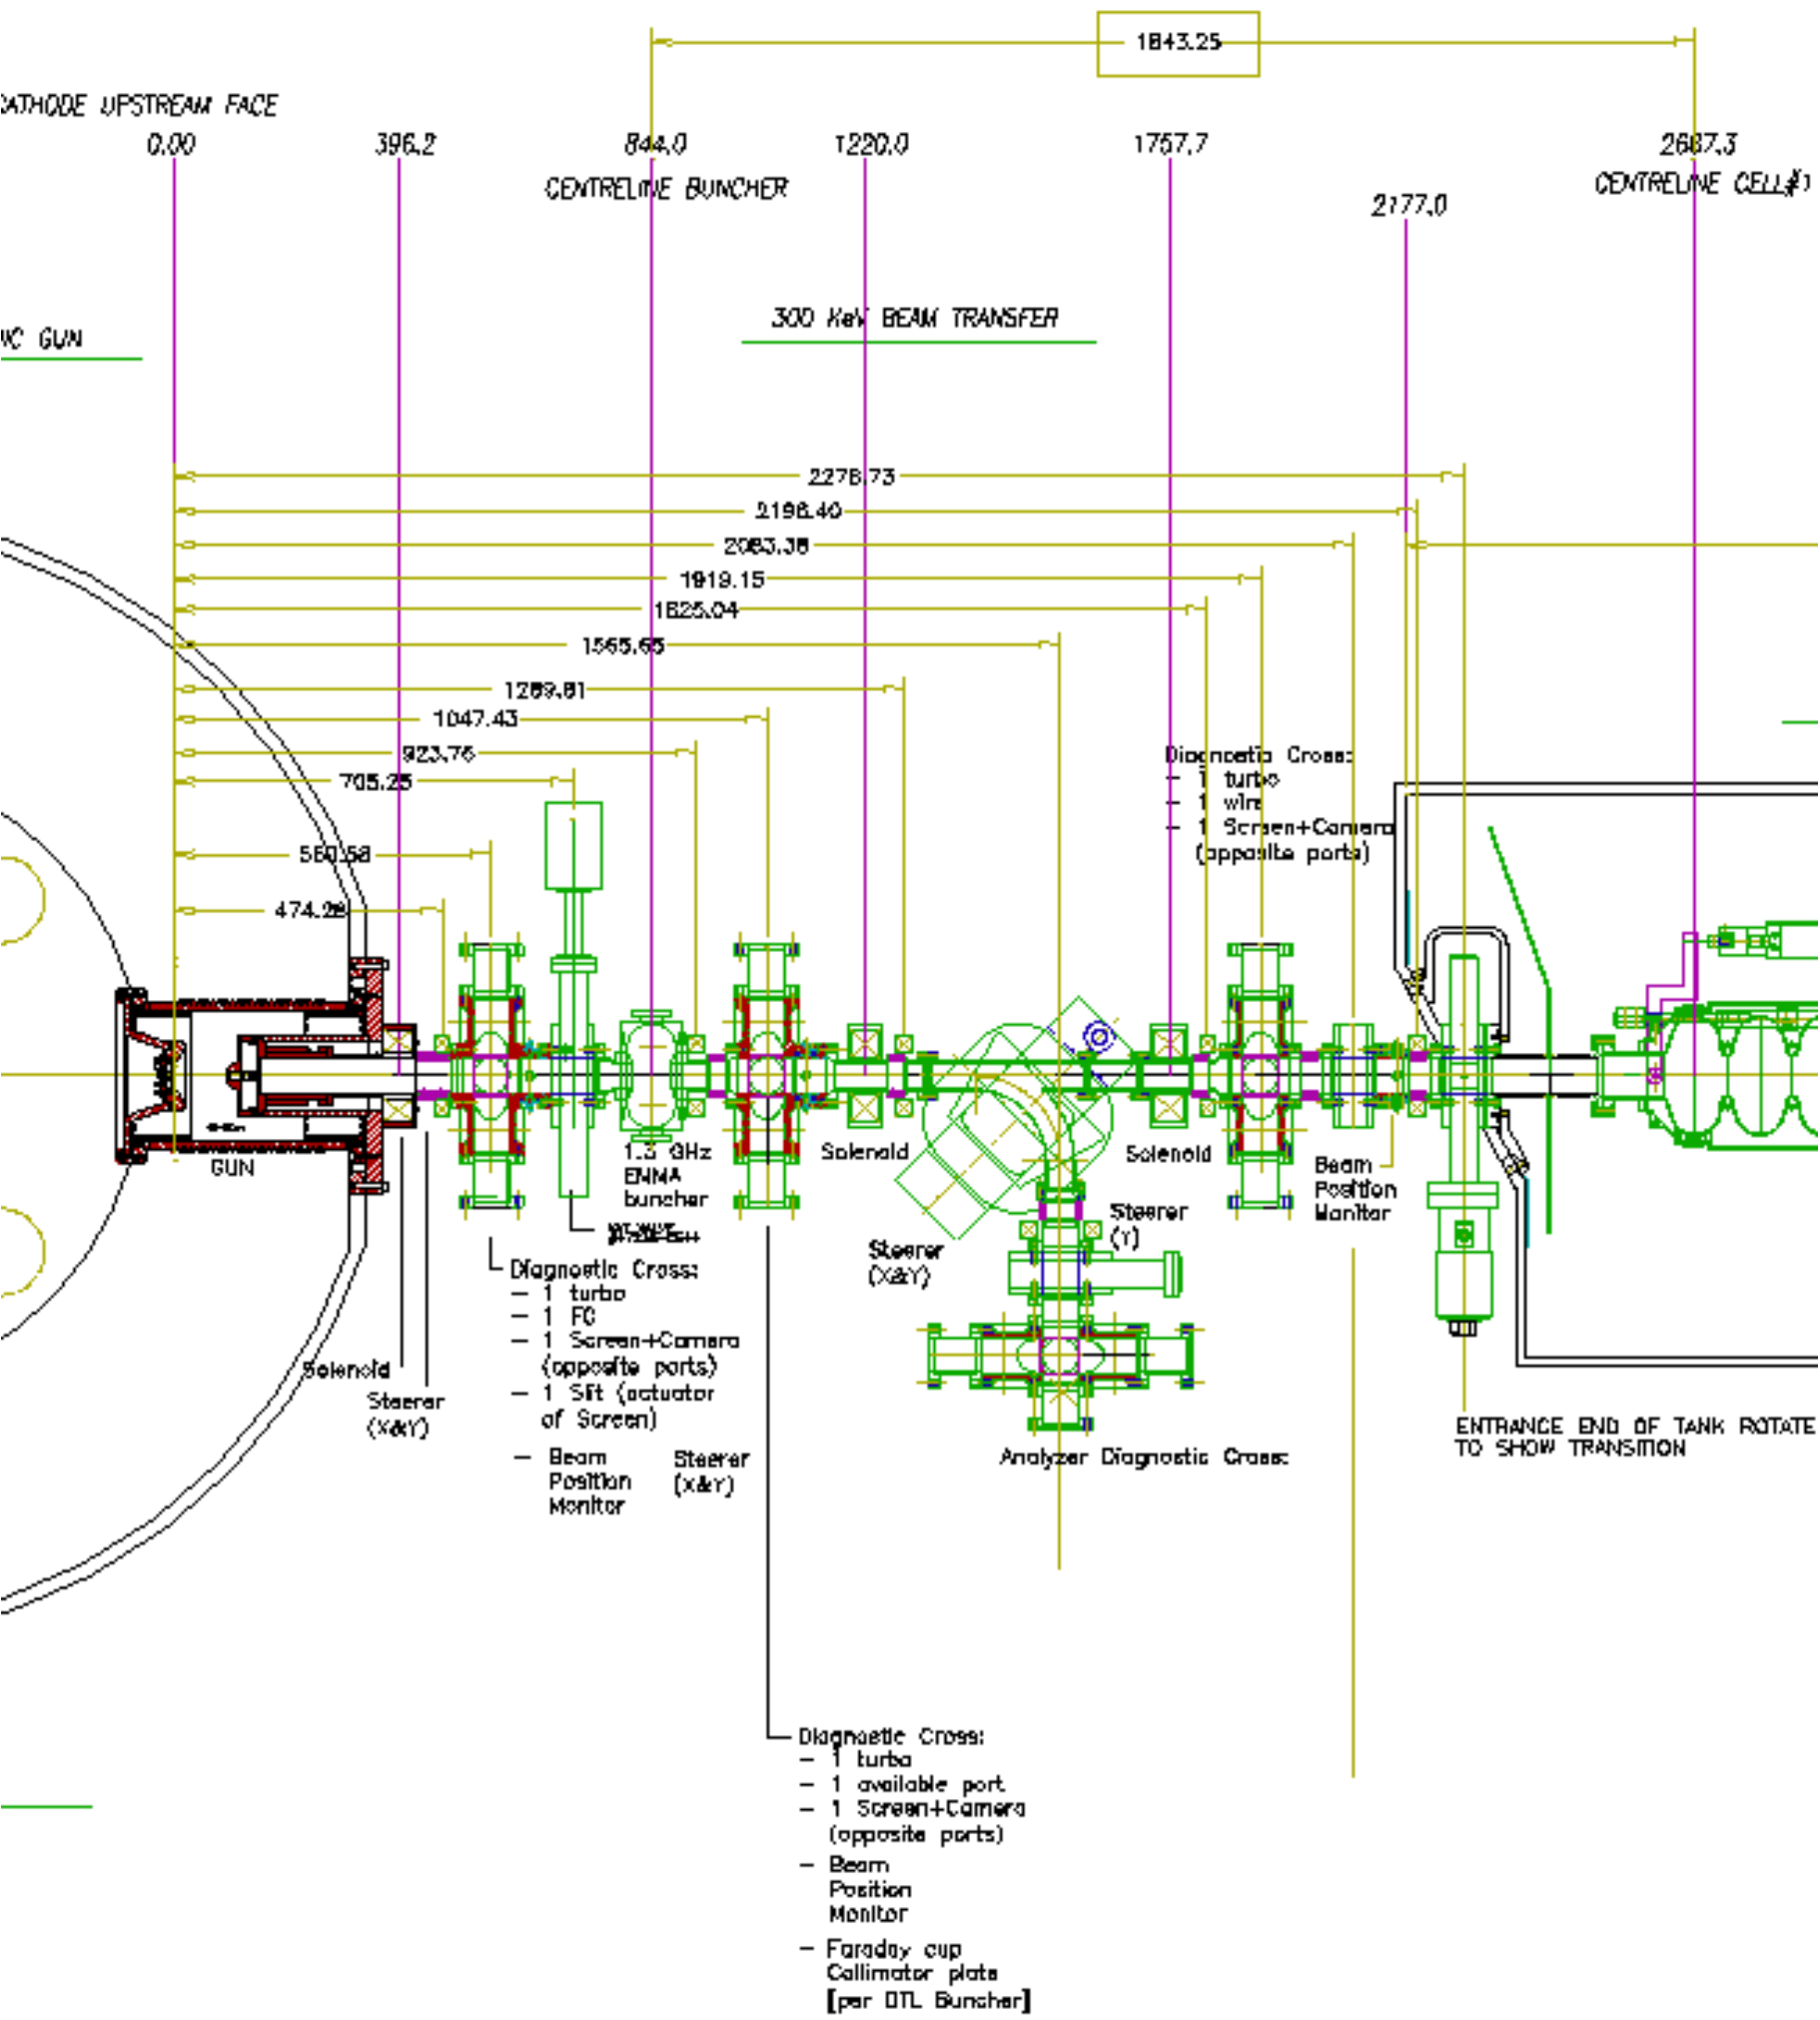 1843.25
CATHODE UPSTREAM FACE
0.00 396.2 844.0 1220.0 1757.7 2687.3
CENTRELINE BUNCHER
CENTRELINE CELL#1
2177.0
300 KeV BEAM TRANSFER
GUN
2278.73
2196.40
2083.38
1919.15
1825.04
1565.65
1289.81
1047.43
923.76
705.25
560.58
474.28
Diagnostic Cross:
- 1 turbo
- 1 wire
- 1 Screen+Camera
(opposite ports)
GUN
1.3 GHz
EMMA
buncher
Solenoid
Solenoid
Beam
Position
Monitor
Steerer
(Y)
Steerer
(X&Y)
Diagnostic Cross:
- 1 turbo
- 1 FC
- 1 Screen+Camera
(opposite ports)
- 1 Slit (actuator
of Screen)
- Beam
Position
Monitor
Solenoid
Steerer
(X&Y)
Steerer
(X&Y)
Analyzer Diagnostic Cross:
ENTRANCE END OF TANK ROTATE
TO SHOW TRANSITION
Diagnostic Cross:
- 1 turbo
- 1 available port
- 1 Screen+Camera
(opposite ports)
- Beam
Position
Monitor
- Faraday cup
Collimator plate
[per DTL Buncher]